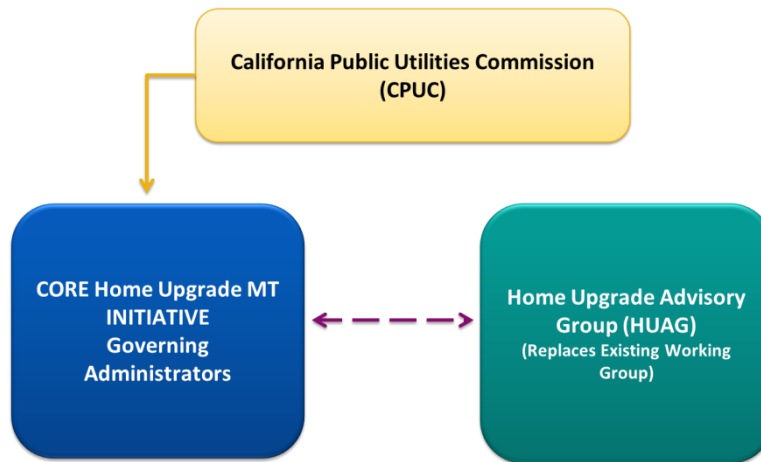 California Public Utilities Commission
(CPUC)
CORE Home Upgrade MT
INITIATIVE
Governing
Administrators
Home Upgrade Advisory
Group (HUAG)
(Replaces Existing Working
Group)